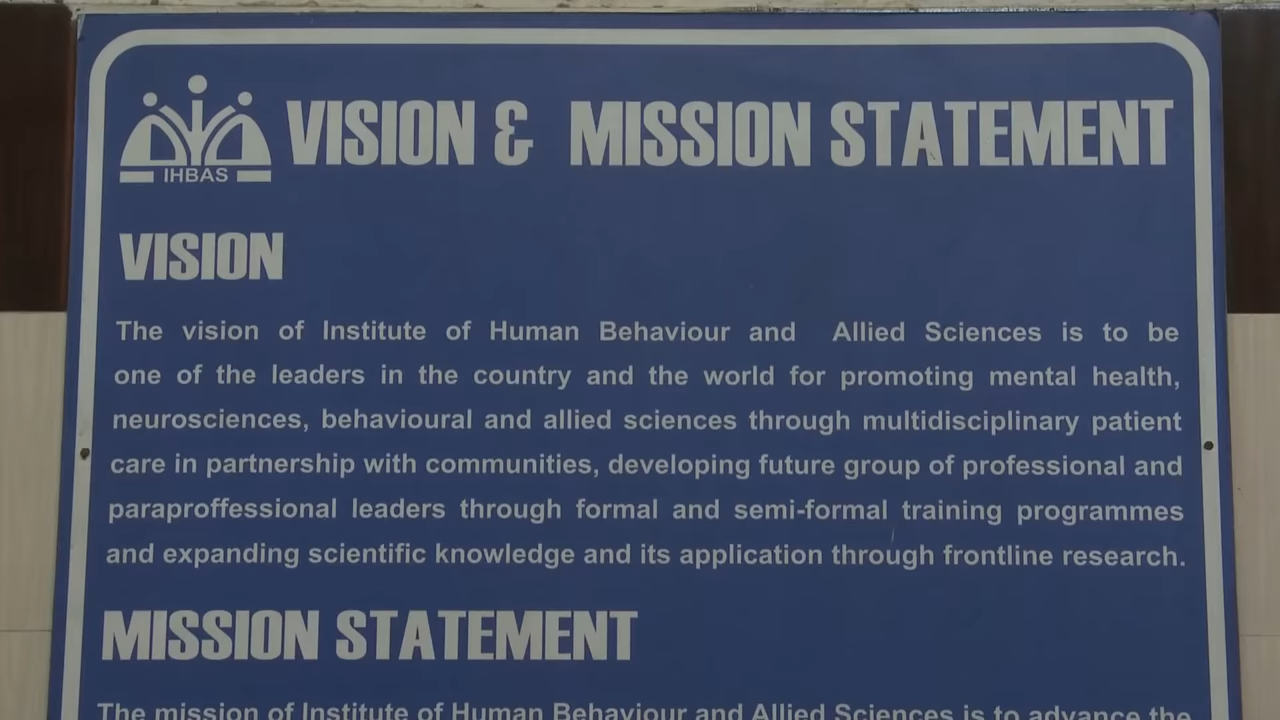 IHBAS
VISION & MISSION STATEMENT
VISION
The vision of Institute of Human Behaviour and Allied Sciences is to be
one of the leaders in the country and the world for promoting mental health,
neurosciences, behavioural and allied sciences through multidisciplinary patient
care in partnership with communities, developing future group of professional and
paraproffessional leaders through formal and semi-formal training programmes
and expanding scientific knowledge and its application through frontline research.
MISSION STATEMENT
The mission of Institute of Human Behaviour and Allied Sciences is to advance the